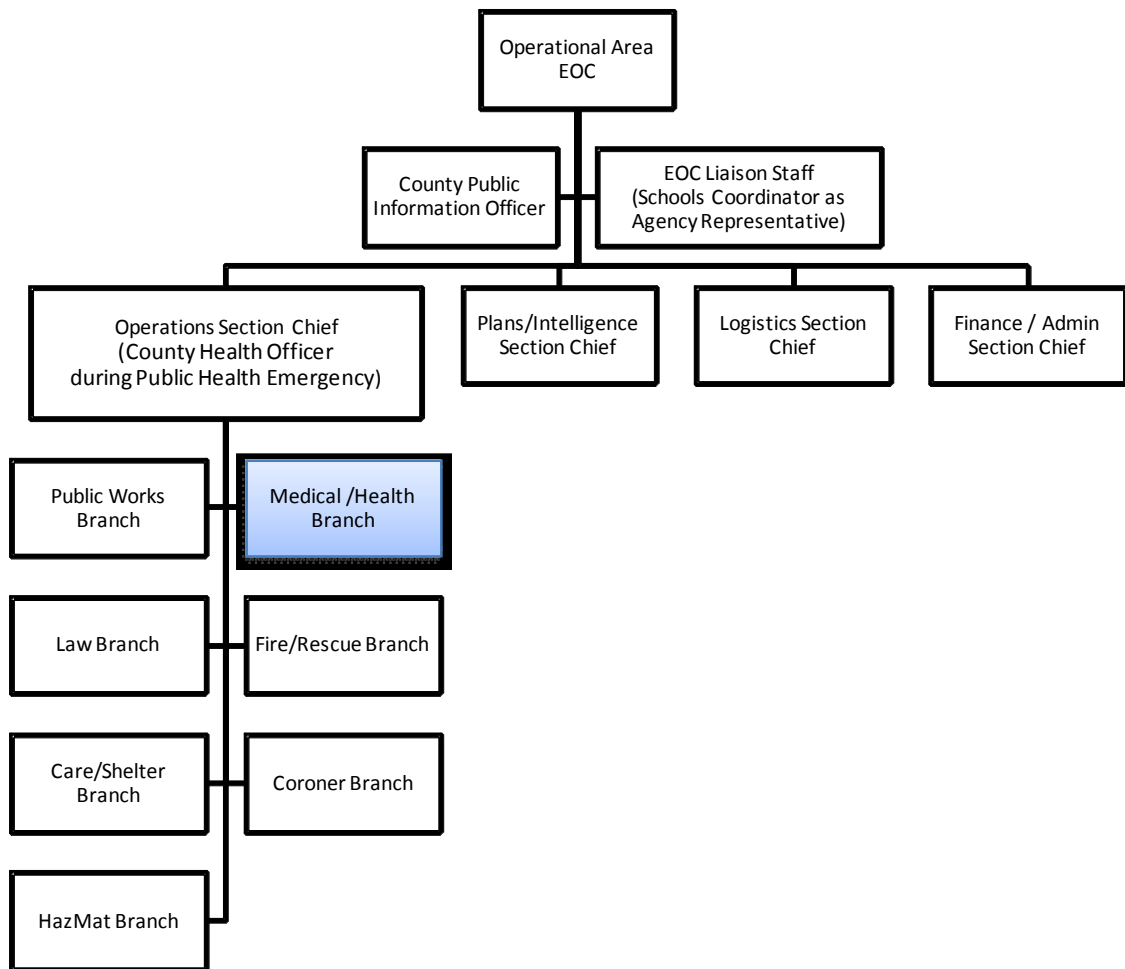 Operational Area
EOC
County Public
Information Officer
EOC Liaison Staff
(Schools Coordinator as
Agency Representative)
Operations Section Chief
(County Health Officer
during Public Health Emergency)
Plans/Intelligence
Section Chief
Logistics Section
Chief
Finance / Admin
Section Chief
Public Works
Branch
Medical /Health
Branch
Law Branch
Fire/Rescue Branch
Care/Shelter
Branch
Coroner Branch
HazMat Branch